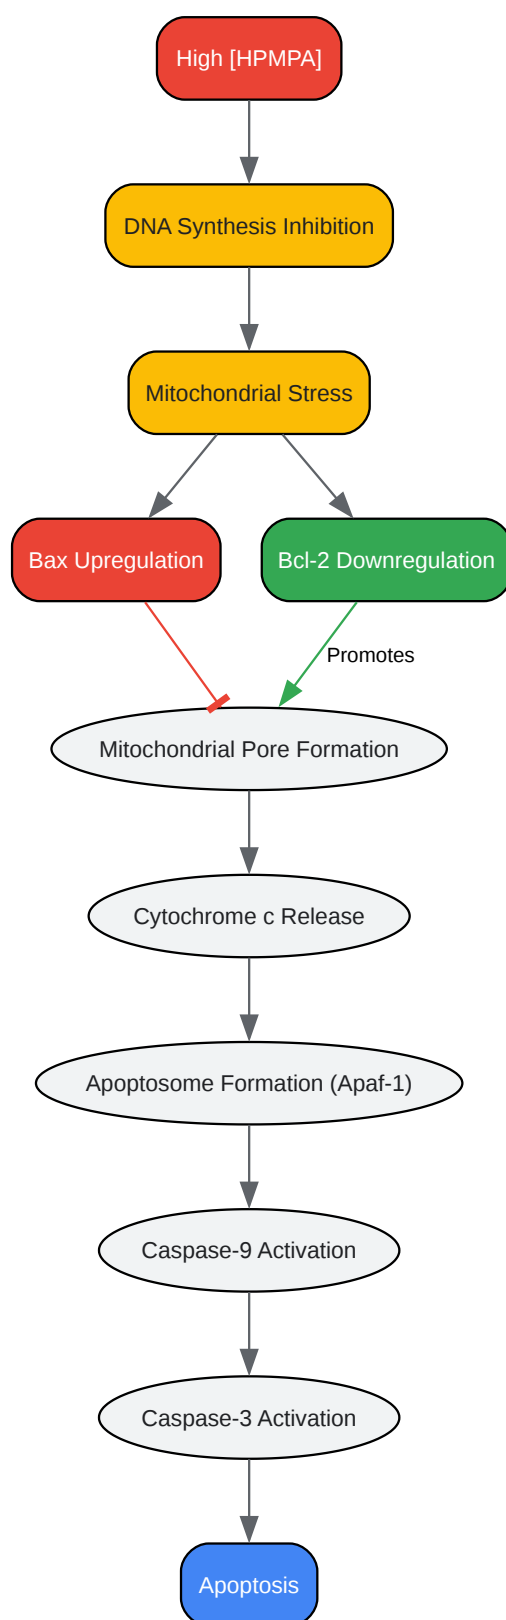 High [HPMPA]
DNA Synthesis Inhibition
Mitochondrial Stress
Bax Upregulation
Bcl-2 Downregulation
Promotes
Mitochondrial Pore Formation
Cytochrome c Release
Apoptosome Formation (Apaf-1)
Caspase-9 Activation
Caspase-3 Activation
Apoptosis